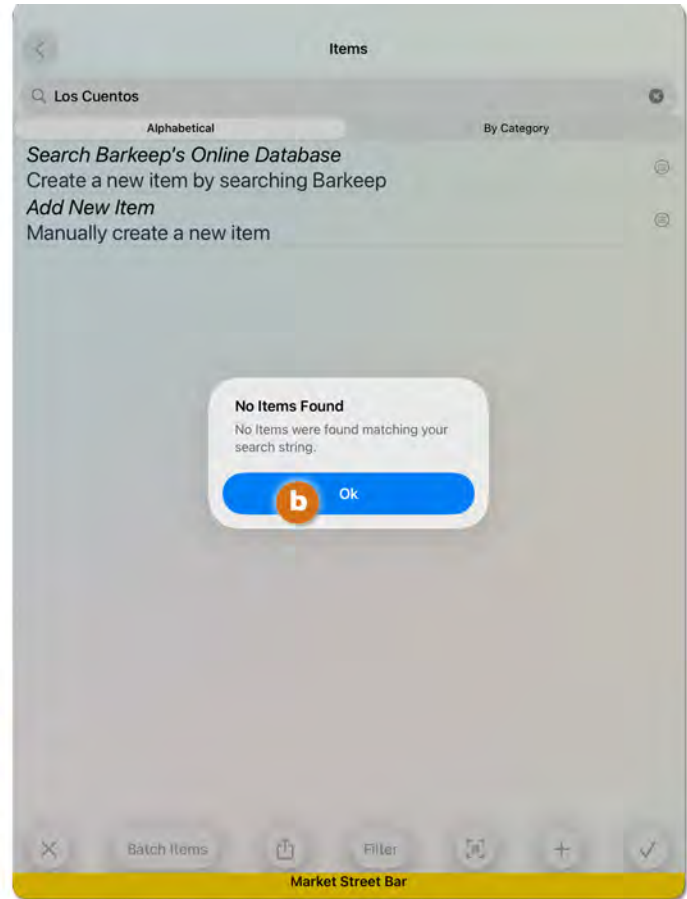 Items
Los Cuentos
Alphabetical By Category
Search Barkeep's Online Database
Create a new item by searching Barkeep
Add New Item
Manually create a new item
No Items Found
No Items were found matching your
search string.
b Ok
Batch Items Filter
Market Street Bar